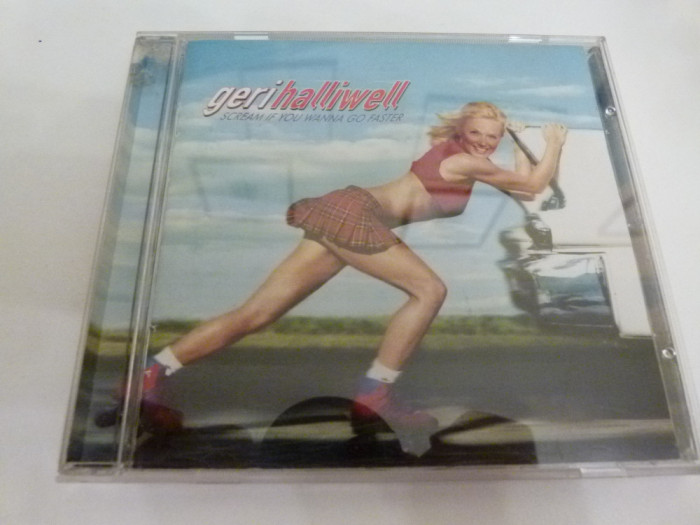 geri halliwell
SCREAM IF YOU WANNA GO FASTER